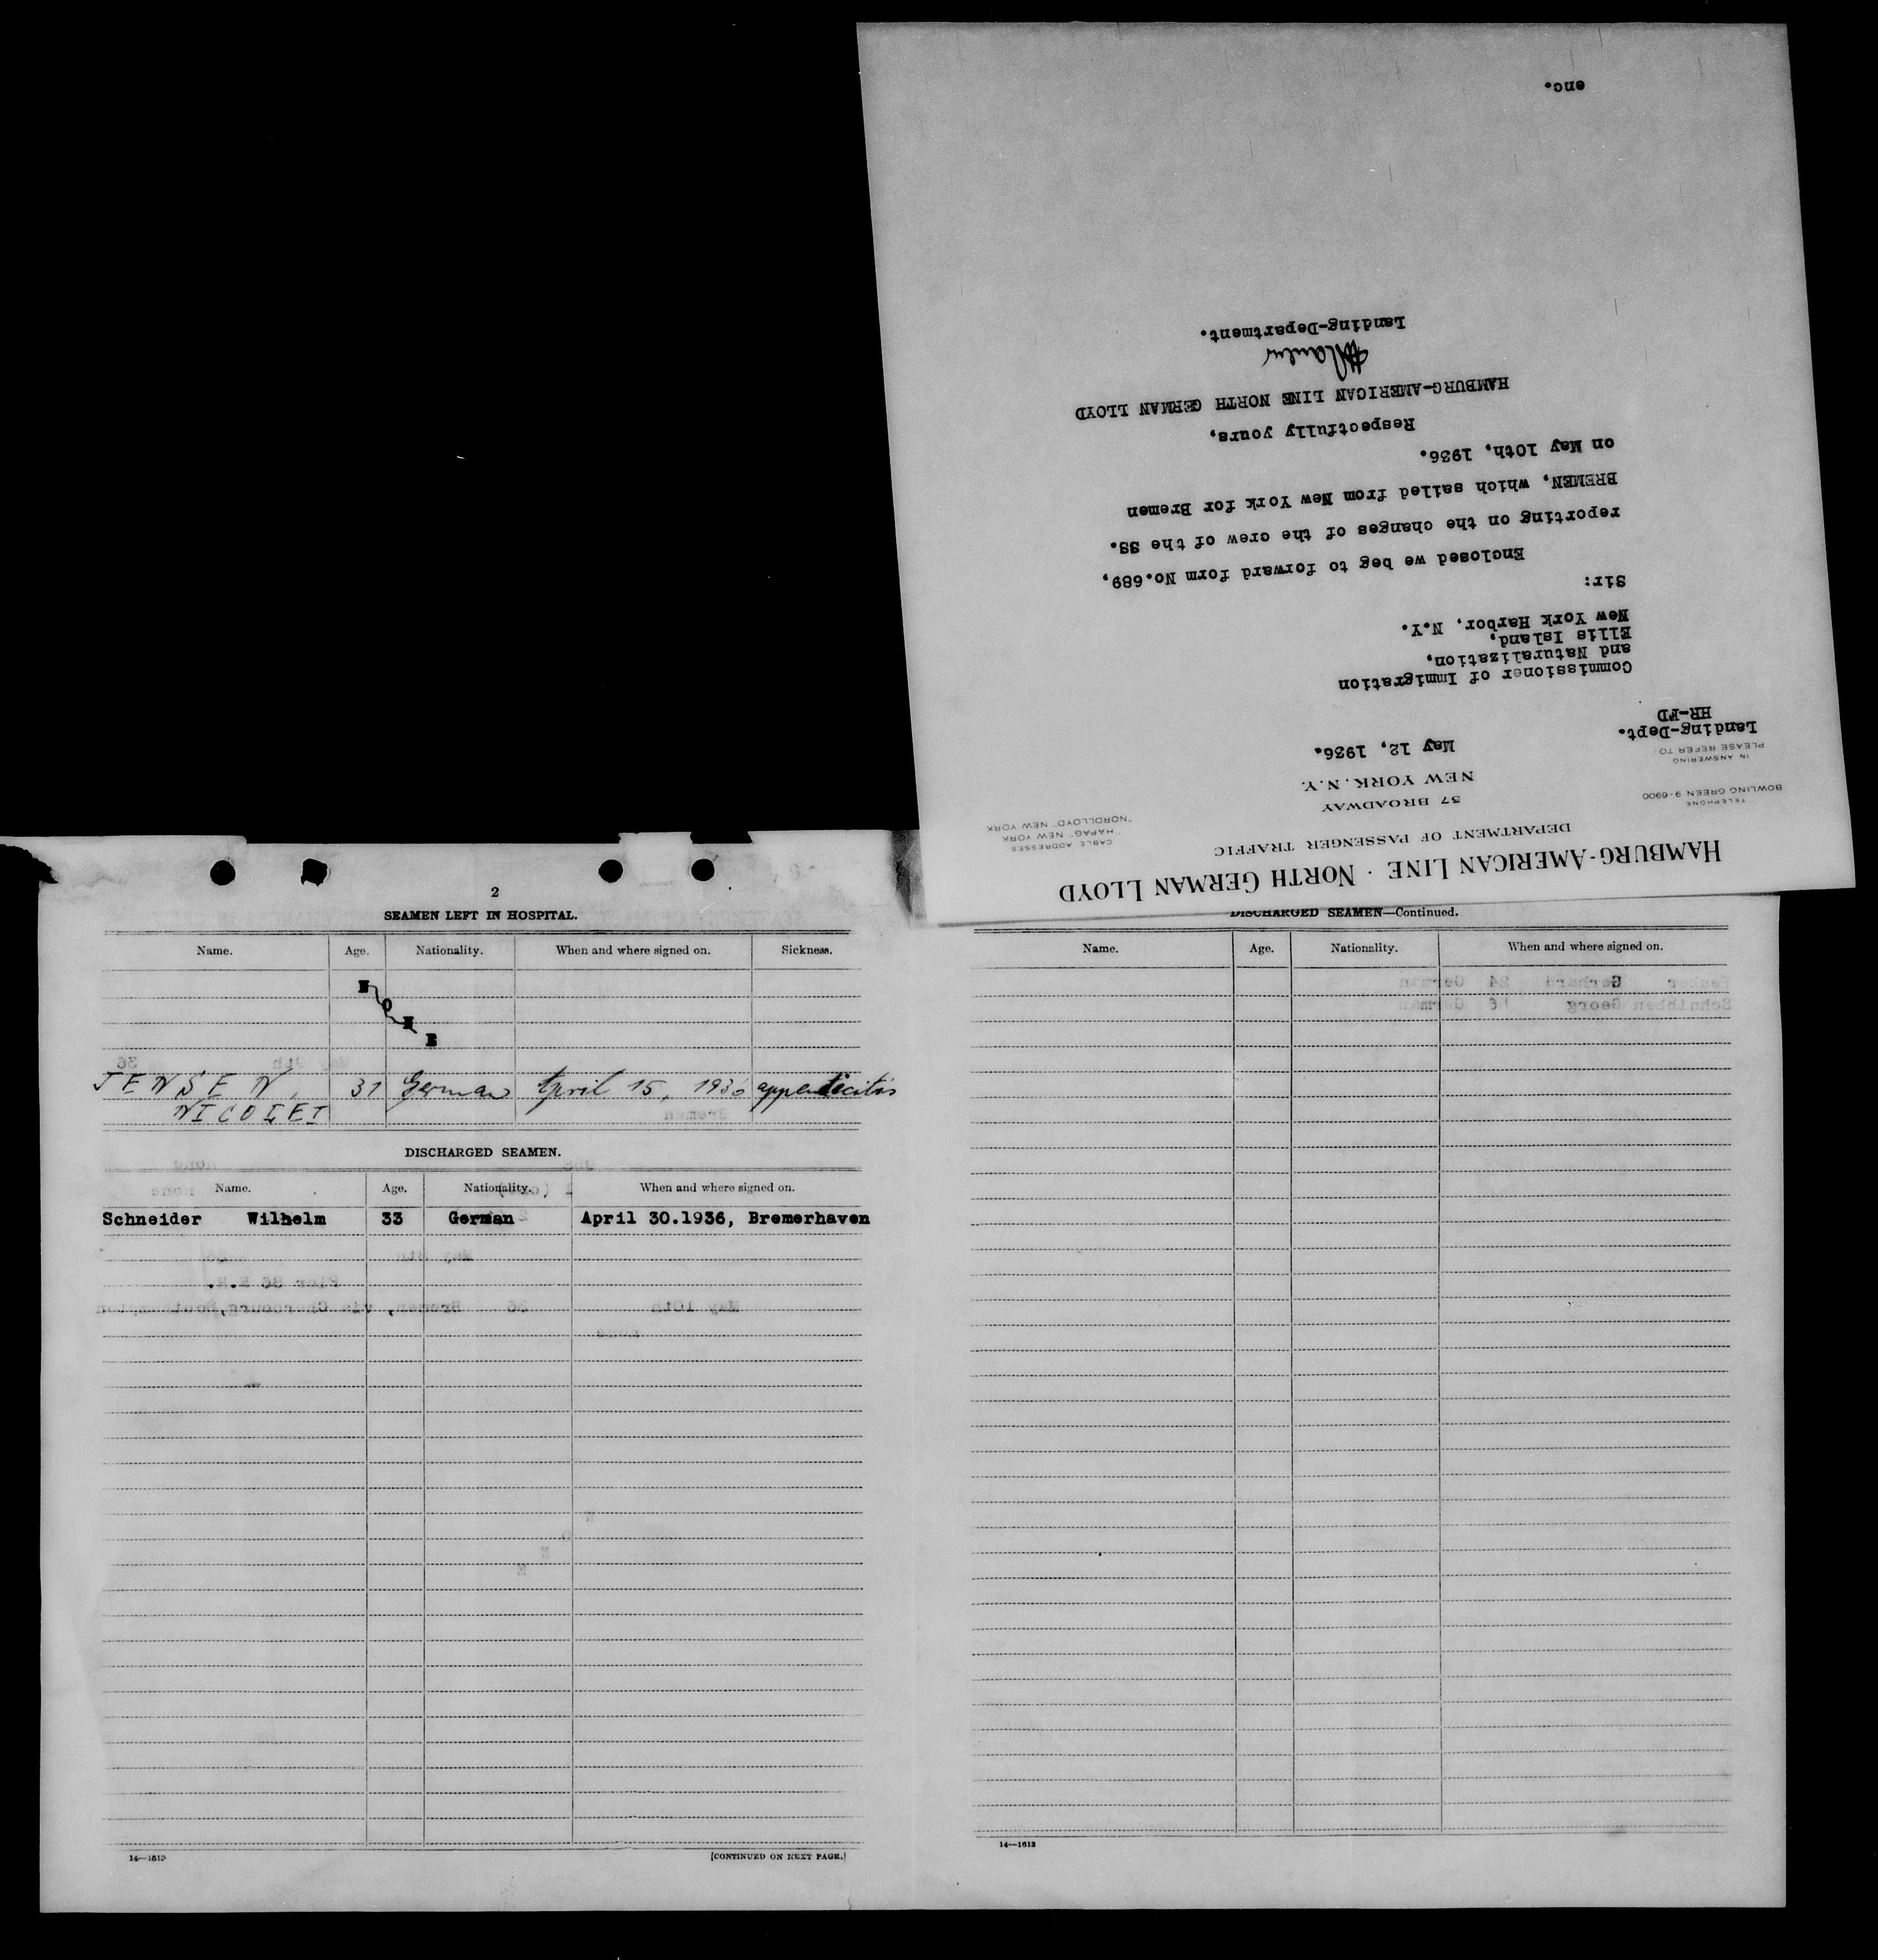 HAMBURG-AMERICAN LINE · NORTH GERMAN LLOYD
DEPARTMENT OF PASSENGER TRAFFIC
TELEPHONE
BOWLING GREEN 9-6900
57 BROADWAY
CABLE ADDRESSES
"HAPAG" NEW YORK
"NORDLLOYD" NEW YORK
NEW YORK, N.Y.
IN ANSWERING
PLEASE REFER TO
Landing-Dept.
HR-FD
May 12, 1936.
Commissioner of Immigration
and Naturalization,
Ellis Island,
New York Harbor, N.Y.
Sir:
Enclosed we beg to forward form No.689,
reporting on the changes of the crew of the SS.
BREMEN, which sailed from New York for Bremen
on May 10th, 1936.
Respectfully yours,
HAMBURG-AMERICAN LINE NORTH GERMAN LLOYD
Landing-Department.
enc.
2
SEAMEN LEFT IN HOSPITAL.
Name. Age. Nationality. When and where signed on. Sickness.
N
O
N
E
JENSEN, 31 German April 15, 1936 appendicitis
NICOLEI
DISCHARGED SEAMEN.
Name. Age. Nationality. When and where signed on.
Schneider Wilhelm 33 German April 30.1936, Bremerhaven
14—1613
[CONTINUED ON NEXT PAGE.]
DISCHARGED SEAMEN—Continued.
Name. Age. Nationality. When and where signed on.
14—1613